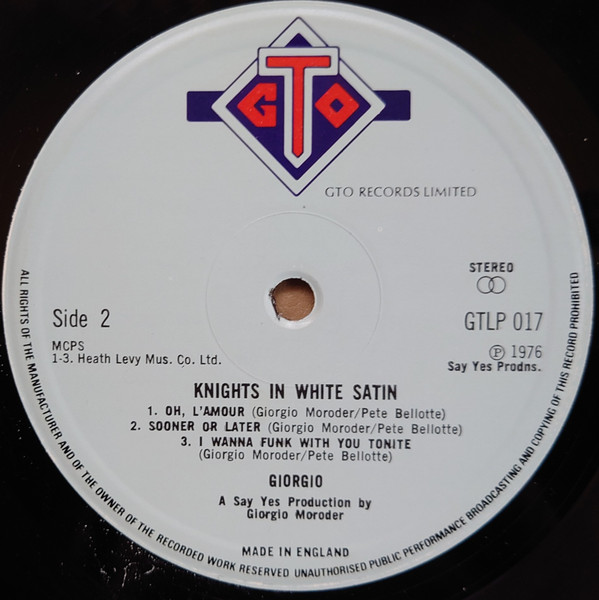 GTO
GTO RECORDS LIMITED
STEREO
Side 2
GTLP 017
MCPS
1-3. Heath Levy Mus. Co. Ltd.
Ⓟ 1976
Say Yes Prodns.
KNIGHTS IN WHITE SATIN
1. OH, L'AMOUR (Giorgio Moroder/Pete Bellotte)
2. SOONER OR LATER (Giorgio Moroder/Pete Bellotte)
3. I WANNA FUNK WITH YOU TONITE
(Giorgio Moroder/Pete Bellotte)
GIORGIO
A Say Yes Production by
Giorgio Moroder
MADE IN ENGLAND
ALL RIGHTS OF THE MANUFACTURER AND OF THE OWNER OF THE RECORDED WORK RESERVED UNAUTHORISED PUBLIC PERFORMANCE BROADCASTING AND COPYING OF THIS RECORD PROHIBITED